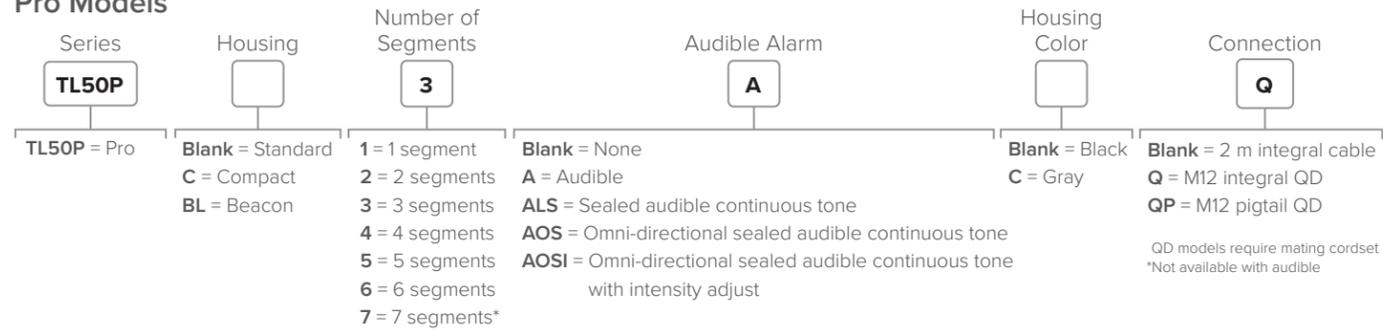 Pro Models
Series
TL50P
TL50P = Pro
Housing
Blank = Standard
C = Compact
BL = Beacon
Number of
Segments
3
1 = 1 segment
2 = 2 segments
3 = 3 segments
4 = 4 segments
5 = 5 segments
6 = 6 segments
7 = 7 segments*
Audible Alarm
A
Blank = None
A = Audible
ALS = Sealed audible continuous tone
AOS = Omni-directional sealed audible continuous tone
AOSI = Omni-directional sealed audible continuous tone
with intensity adjust
Housing
Color
Blank = Black
C = Gray
Connection
Q
Blank = 2 m integral cable
Q = M12 integral QD
QP = M12 pigtail QD
QD models require mating cordset
*Not available with audible